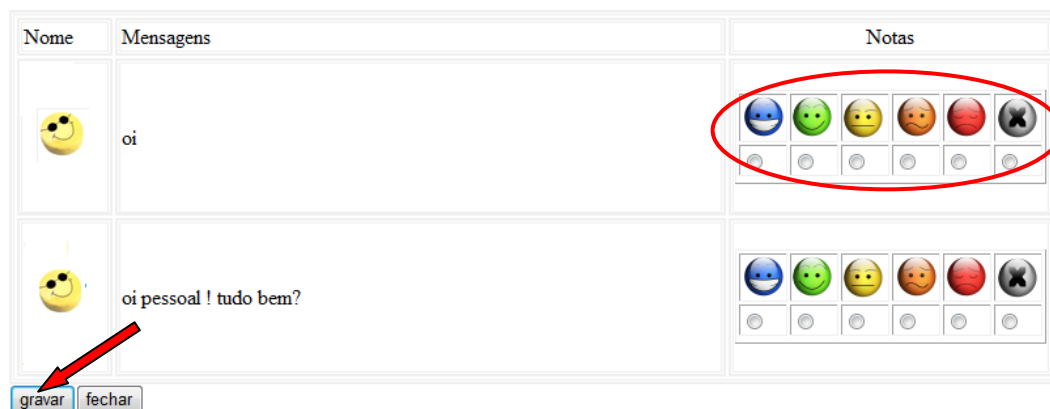 Nome Mensagens Notas
oi
oi pessoal ! tudo bem?
gravar fechar